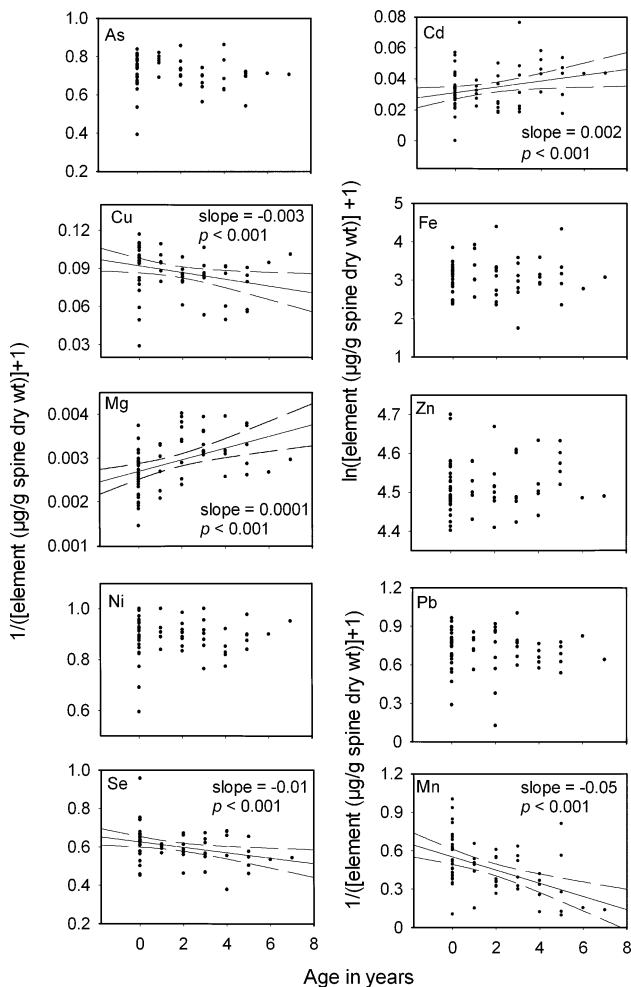 As
1.0
0.8
0.6
0.4
0.2
Cd
0.08
0.06
0.04
0.02
0
slope = 0.002
p < 0.001
Cu
0.12
0.09
0.06
0.03
slope = -0.003
p < 0.001
Fe
5
4
3
2
1
Mg
0.004
0.003
0.002
0.001
slope = 0.0001
p < 0.001
Zn
4.7
4.6
4.5
4.4
Ni
1.0
0.9
0.8
0.6
0.5
Pb
1.2
0.9
0.6
0.3
0
Se
1.0
0.8
0.6
0.4
0.2
slope = -0.01
p < 0.001
0 2 4 6 8
Mn
1.2
0.9
0.6
0.3
0
slope = -0.05
p < 0.001
0 2 4 6 8
1/([element (µg/g spine dry wt)]+1)
ln([element (µg/g spine dry wt)] +1)
1/([element (µg/g spine dry wt)]+1)
Age in years